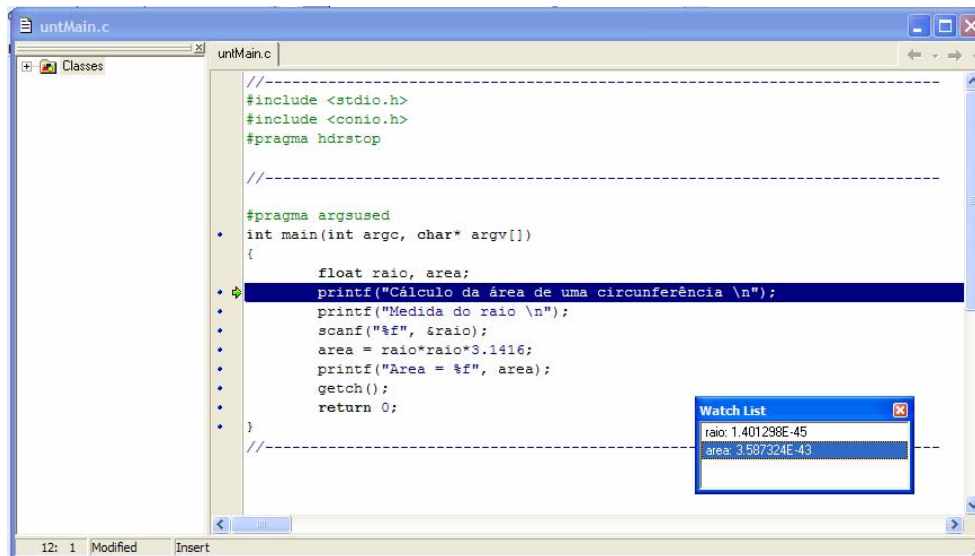 untMain.c
Classes
untMain.c
//---------------------------------------------------------------------------
#include <stdio.h>
#include <conio.h>
#pragma hdrstop
//---------------------------------------------------------------------------
#pragma argsused
int main(int argc, char* argv[])
{
float raio, area;
printf("Cálculo da área de uma circunferência \n");
printf("Medida do raio \n");
scanf("%f", &raio);
area = raio*raio*3.1416;
printf("Area = %f", area);
getch();
return 0;
}
//---------------------------------------------------------------------------
Watch List
raio: 1.401298E-45
area: 3.587324E-43
12: 1 Modified Insert